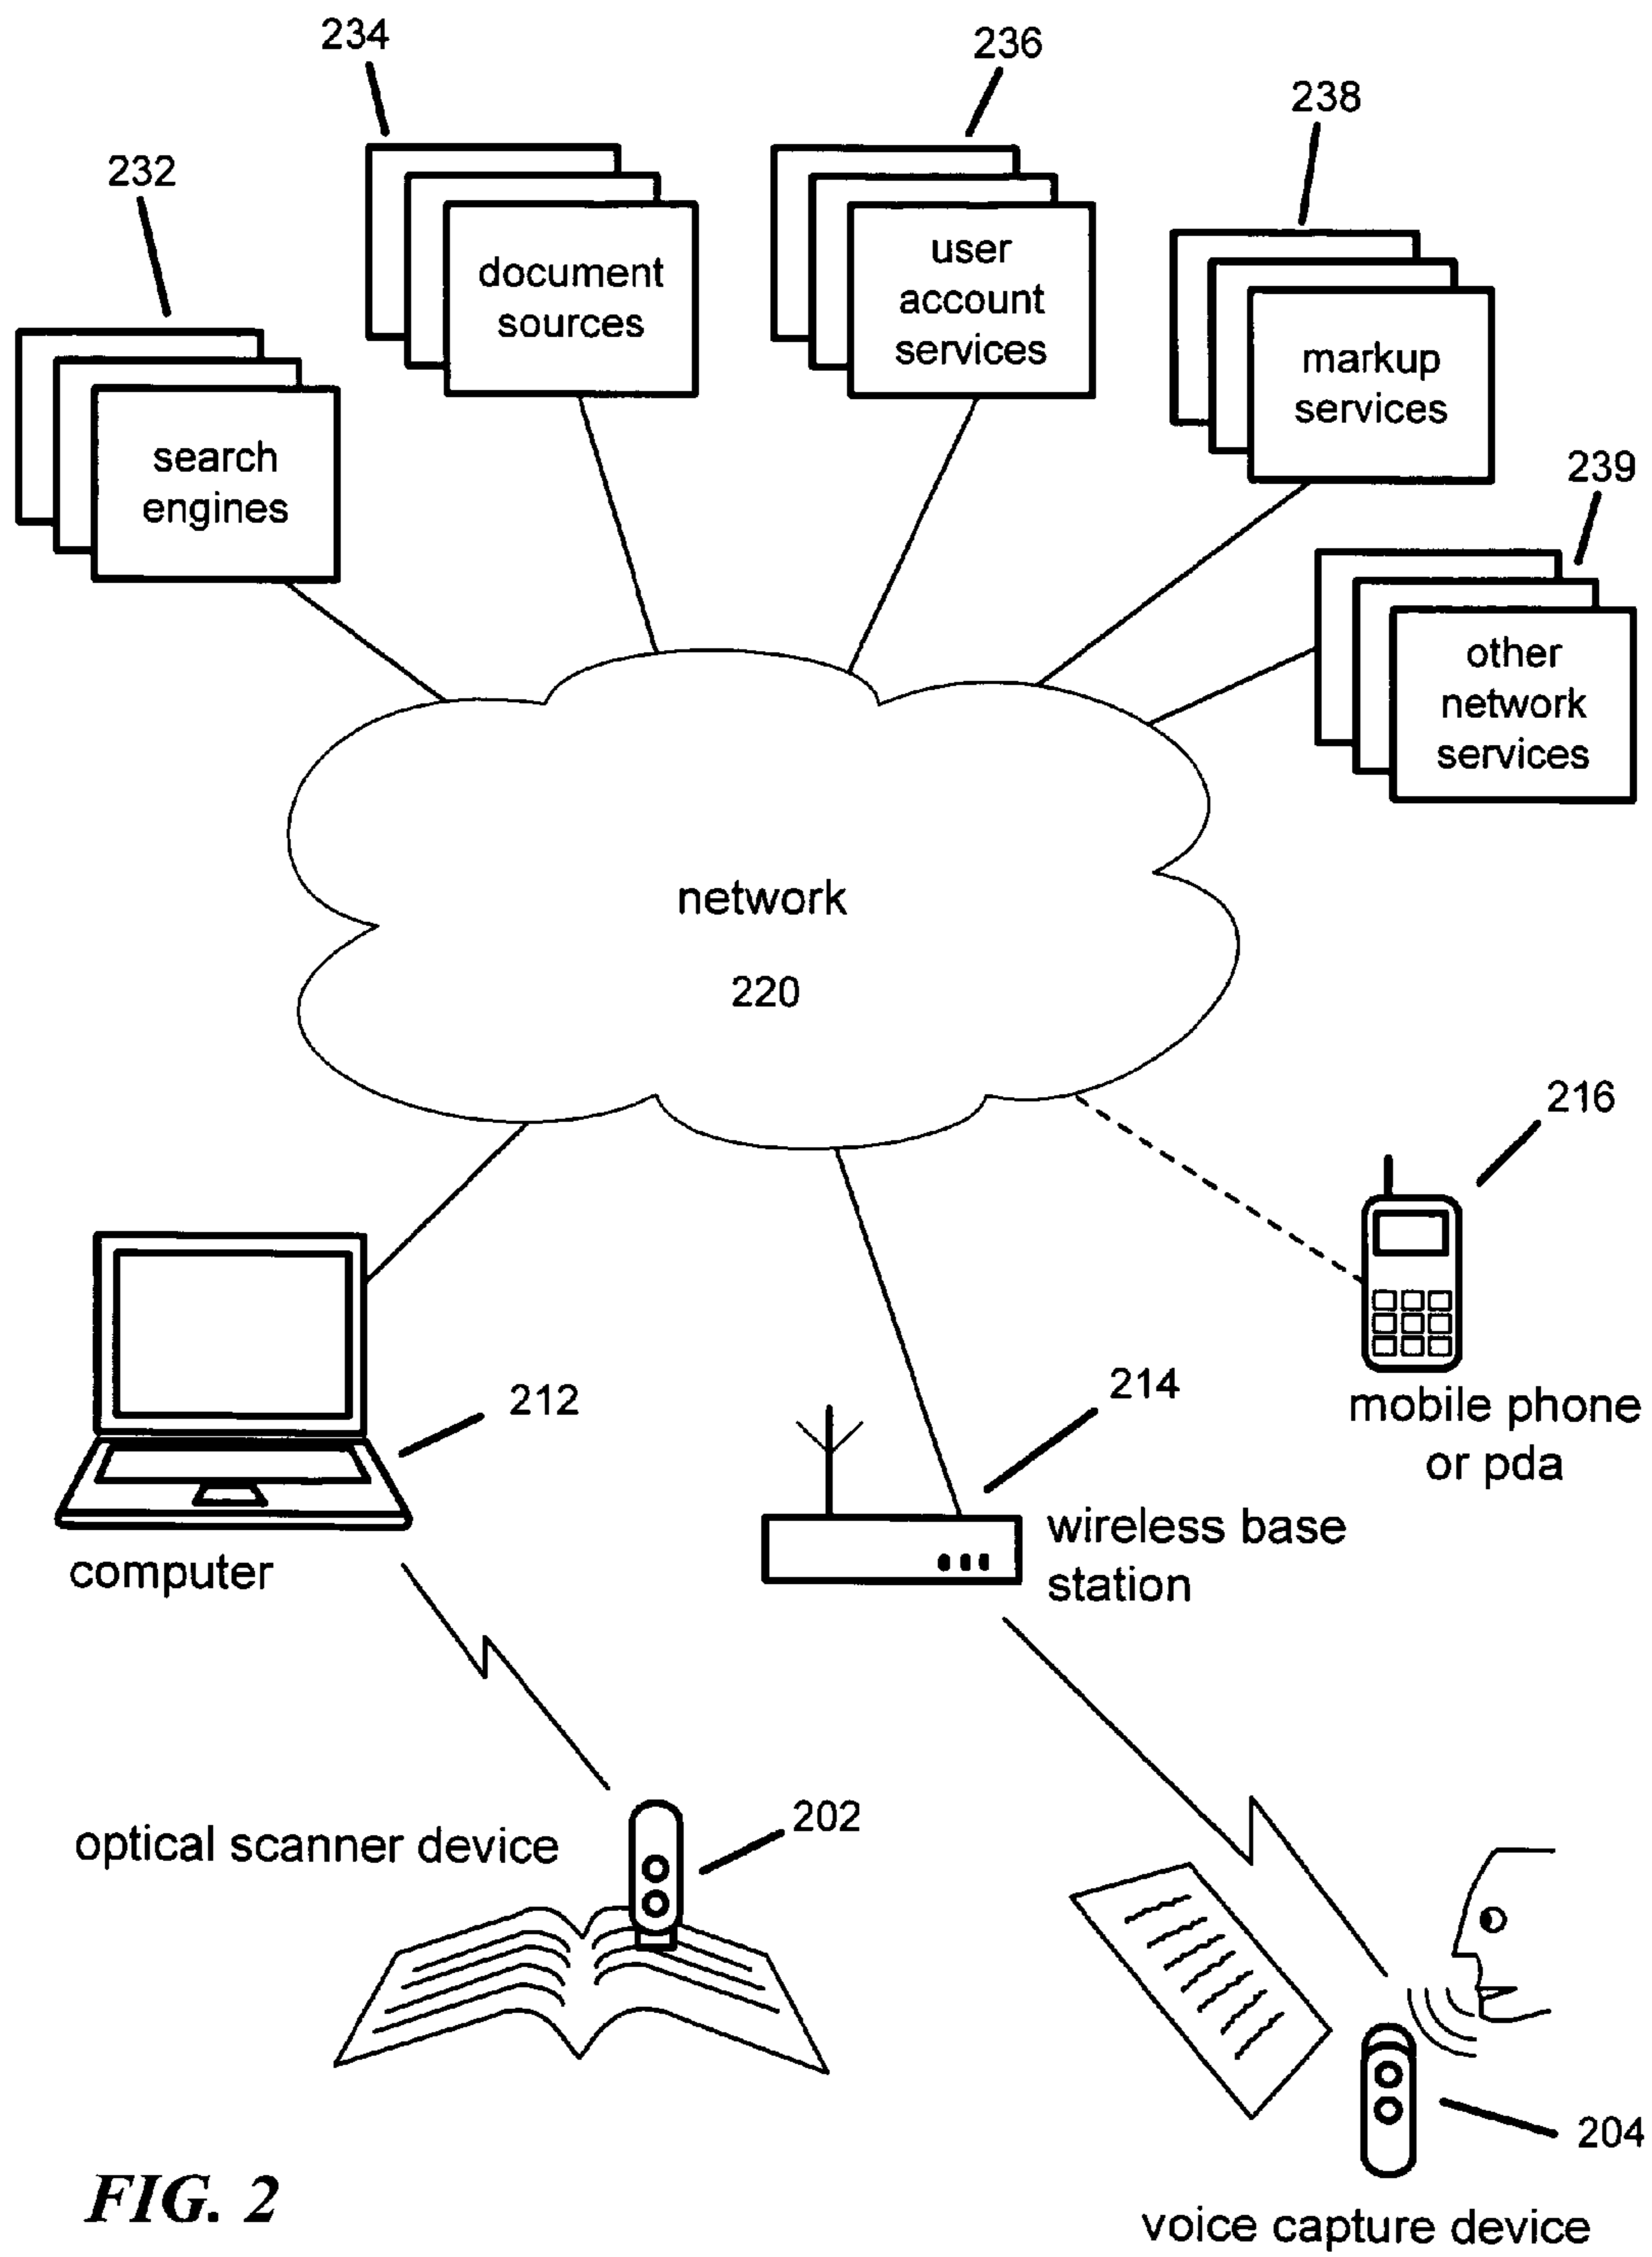 234
236
238
232
document
sources
user
account
services
markup
services
search
engines
239
other
network
services
network
220
216
mobile phone
or pda
212
214
wireless base
station
computer
optical scanner device
202
204
FIG. 2
voice capture device